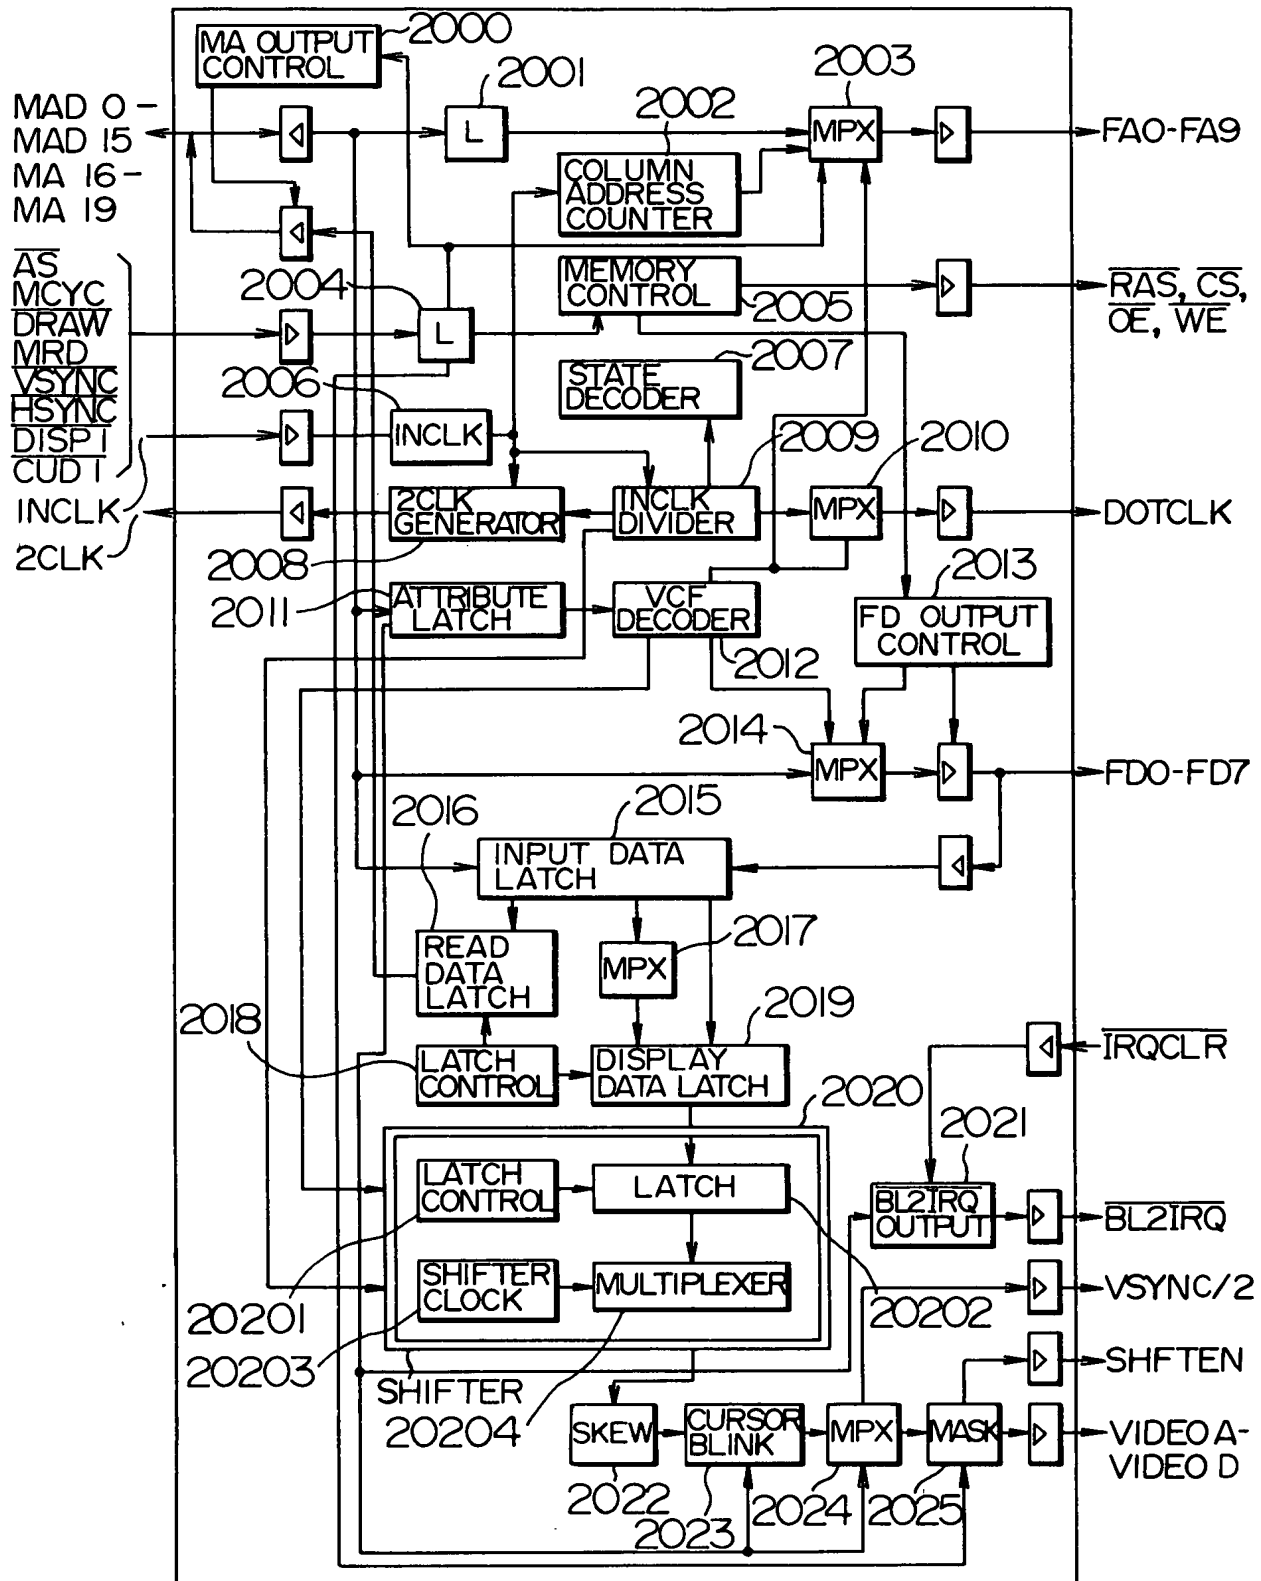 MA OUTPUT
CONTROL
2000
2001
2002
2003
MAD 0-
MAD 15
MA 16-
MA 19
L
COLUMN
ADDRESS
COUNTER
MPX
FA0-FA9
AS
MCYC
DRAW
MRD
VSYNC
HSYNC
DISP1
CUD1
INCLK
2CLK
2004
L
MEMORY
CONTROL
2005
RAS, CS,
OE, WE
2006
INCLK
STATE
DECODER
2007
2CLK
GENERATOR
2008
INCLK
DIVIDER
2009
MPX
2010
DOTCLK
2011
ATTRIBUTE
LATCH
VCF
DECODER
2012
2013
FD OUTPUT
CONTROL
2014
MPX
FD0-FD7
2015
INPUT DATA
LATCH
2016
READ
DATA
LATCH
MPX
2017
2018
LATCH
CONTROL
2019
DISPLAY
DATA LATCH
IRQCLR
2020
2021
LATCH
CONTROL
LATCH
BL2IRQ
OUTPUT
BL2IRQ
SHIFTER
CLOCK
MULTIPLEXER
VSYNC/2
20201
20202
20203
SHIFTER
20204
SHFTEN
SKEW
CURSOR
BLINK
MPX
MASK
VIDEO A-
VIDEO D
2022
2023
2024
2025